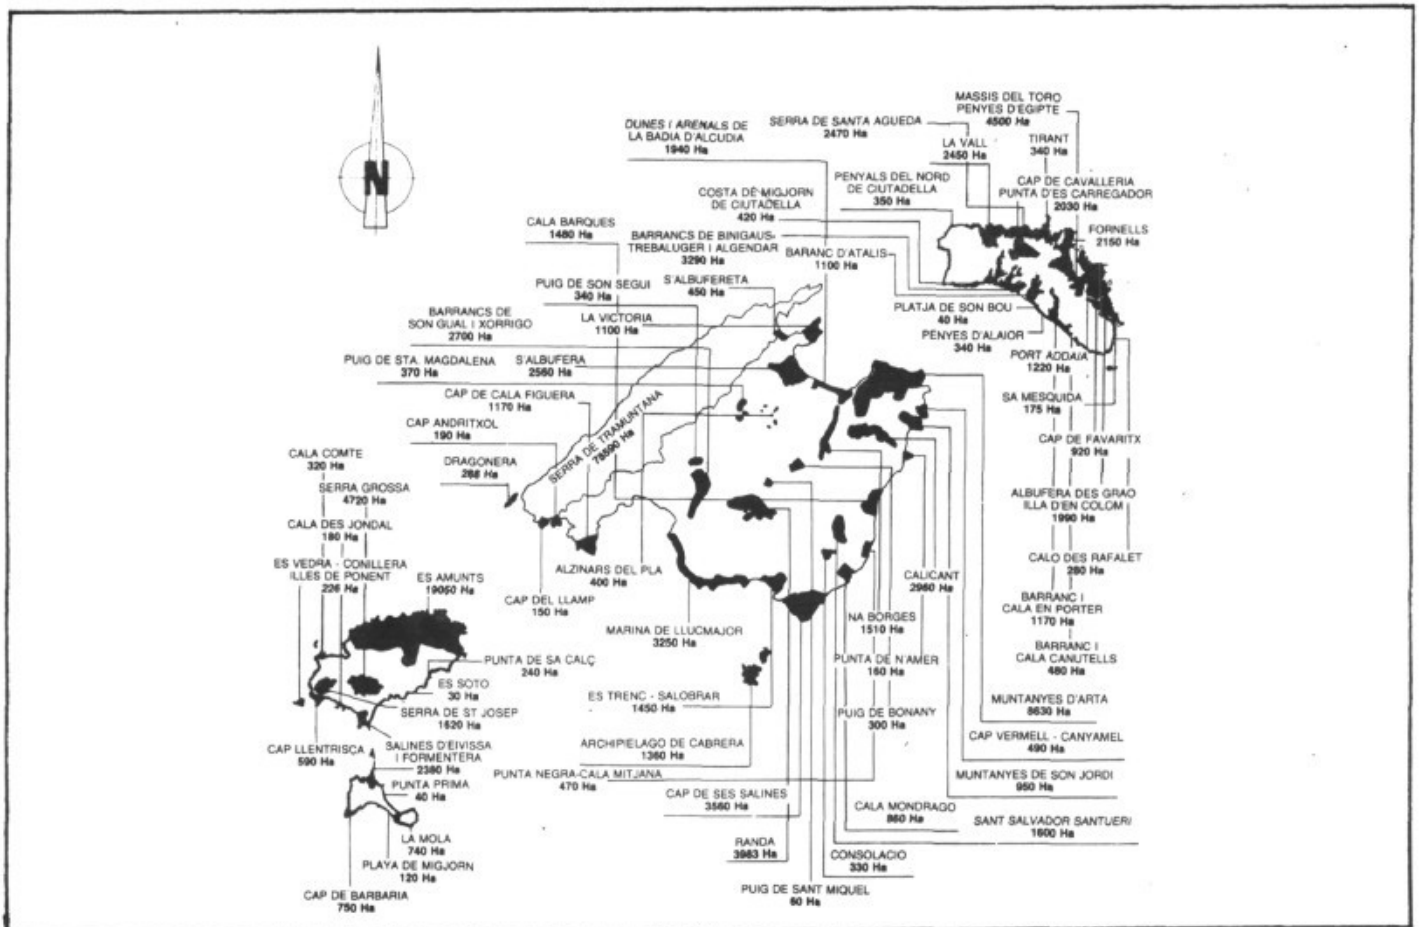 N
MASSIS DEL TORO
PENYES D'EGIPTE
4500 Ha
SERRA DE SANTA AGUEDA
2470 Ha
TIRANT
340 Ha
DUNES I ARENALS DE
LA BADIA D'ALCUDIA
1940 Ha
LA VALL
2450 Ha
PENYALS DEL NORD
DE CIUTADELLA
350 Ha
CAP DE CAVALLERIA
PUNTA D'ES CARREGADOR
2030 Ha
COSTA DE MIGJORN
DE CIUTADELLA
420 Ha
CALA BARQUES
1480 Ha
FORNELLS
2150 Ha
BARRANCS DE BINIGAUS-
TREBALUGER I ALGENDAR
3290 Ha
BARANC D'ATALIS
1100 Ha
PUIG DE SON SEGUI
340 Ha
S'ALBUFERETA
450 Ha
BARRANCS DE
SON GUAL I XORRIGO
2700 Ha
LA VICTORIA
1100 Ha
PLATJA DE SON BOU
40 Ha
PENYES D'ALAIOR
340 Ha
PORT ADDAIA
1220 Ha
PUIG DE STA. MAGDALENA
370 Ha
S'ALBUFERA
2560 Ha
CAP DE CALA FIGUERA
1170 Ha
SA MESQUIDA
175 Ha
CAP ANDRITXOL
190 Ha
SERRA DE TRAMUNTANA
CAP DE FAVARITX
920 Ha
CALA COMTE
320 Ha
DRAGONERA
SERRA GROSSA
4720 Ha
ALBUFERA DES GRAO
ILLA D'EN COLOM
1990 Ha
CALA DES JONDAL
180 Ha
CALO DES RAFALET
280 Ha
ES VEDRA - CONILLERA
ILLES DE PONENT
226 Ha
ES AMUNTS
19050 Ha
ALZINARS DEL PLA
400 Ha
CALICANT
2960 Ha
CAP DEL LLAMP
150 Ha
BARRANC I
CALA EN PORTER
1170 Ha
NA BORGES
1510 Ha
MARINA DE LLUCMAJOR
3250 Ha
BARRANC I
CALA CANUTELLS
480 Ha
PUNTA DE SA CALÇ
240 Ha
PUNTA DE N'AMER
160 Ha
ES SOTO
30 Ha
ES TRENC - SALOBRAR
1450 Ha
MUNTANYES D'ARTA
8630 Ha
SERRA DE ST JOSEP
1620 Ha
PUIG DE BONANY
300 Ha
CAP VERMELL - CANYAMEL
490 Ha
CAP LLENTRISÇA
590 Ha
SALINES D'EIVISSA
I FORMENTERA
2380 Ha
ARCHIPIELAGO DE CABRERA
1360 Ha
PUNTA NEGRA-CALA MITJANA
470 Ha
MUNTANYES DE SON JORDI
950 Ha
PUNTA PRIMA
40 Ha
CAP DE SES SALINES
3560 Ha
CALA MONDRAGO
860 Ha
SANT SALVADOR SANTUERI
1600 Ha
LA MOLA
740 Ha
RANDA
3983 Ha
CONSOLACIO
330 Ha
PLAYA DE MIGJORN
120 Ha
PUIG DE SANT MIQUEL
60 Ha
CAP DE BARBARIA
750 Ha